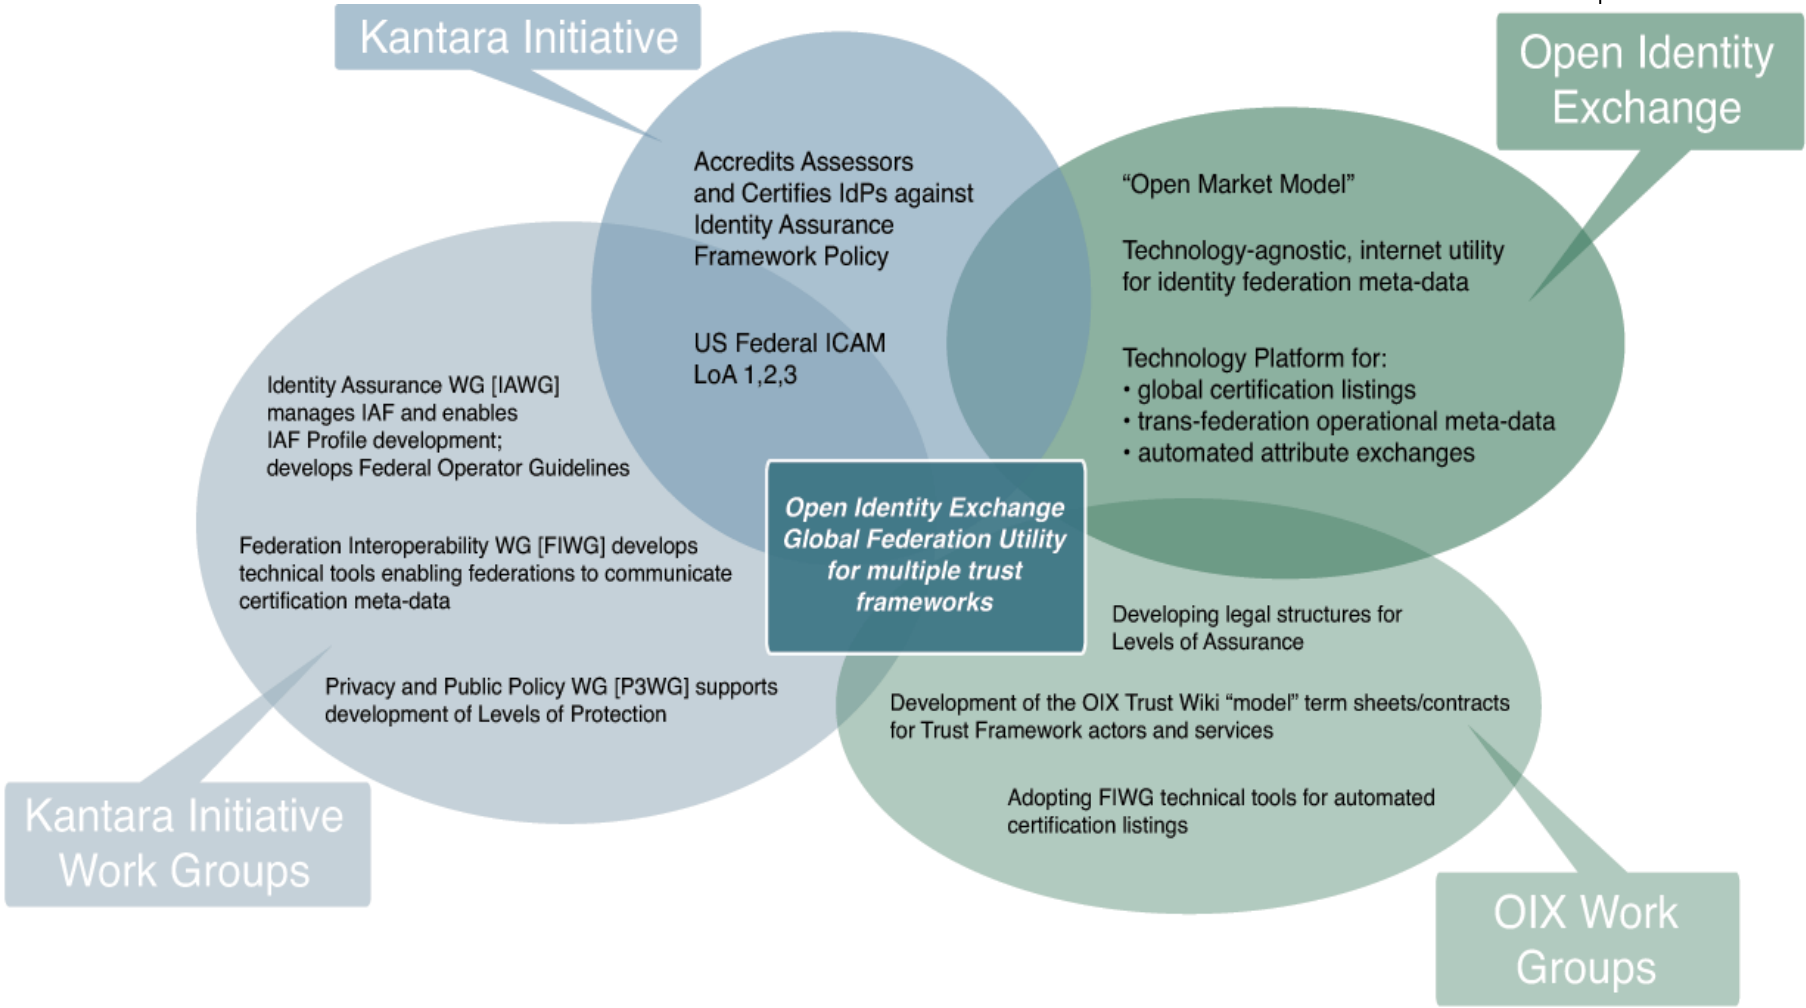 Kantara Initiative
Open Identity
Exchange
Accredits Assessors
and Certifies IdPs against
Identity Assurance
Framework Policy
US Federal ICAM
LoA 1,2,3
“Open Market Model”
Technology-agnostic, internet utility
for identity federation meta-data
Technology Platform for:
• global certification listings
• trans-federation operational meta-data
• automated attribute exchanges
Identity Assurance WG [IAWG]
manages IAF and enables
IAF Profile development;
develops Federal Operator Guidelines
Federation Interoperability WG [FIWG] develops
technical tools enabling federations to communicate
certification meta-data
Privacy and Public Policy WG [P3WG] supports
development of Levels of Protection
Open Identity Exchange
Global Federation Utility
for multiple trust
frameworks
Developing legal structures for
Levels of Assurance
Development of the OIX Trust Wiki “model” term sheets/contracts
for Trust Framework actors and services
Adopting FIWG technical tools for automated
certification listings
Kantara Initiative
Work Groups
OIX Work
Groups